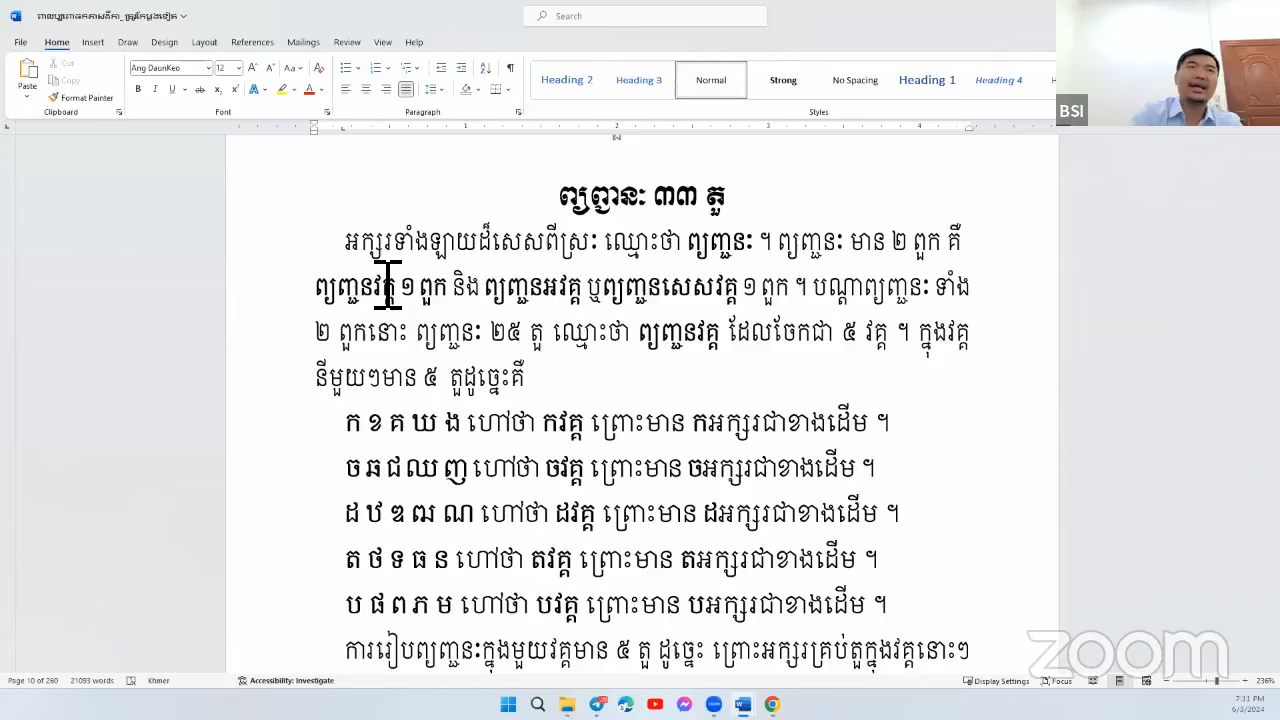 Search
File Home Insert Draw Design Layout References Mailings Review View Help
Paste
Cut
Copy
Format Painter
Clipboard
Ang DaunKeo 12
Font
Paragraph
Heading 2 Heading 3 Normal Strong No Spacing Heading 1 Heading 4
Styles
BSI
ព្យញ្ជនៈ ៣៣ តួ
អក្សរទាំងឡាយដ៏សេសពីស្រៈ ឈ្មោះថា ព្យញ្ជនៈ ។ ព្យញ្ជនៈ មាន ២ ពួក គឺ
ព្យញ្ជនវគ្គ ១ ពួក និង ព្យញ្ជនអវគ្គ ឬព្យញ្ជនសេសវគ្គ ១ ពួក ។ បណ្តាព្យញ្ជនៈ ទាំង
២ ពួកនោះ ព្យញ្ជនៈ ២៥ តួ ឈ្មោះថា ព្យញ្ជនវគ្គ ដែលចែកជា ៥ វគ្គ ។ ក្នុងវគ្គ
នីមួយៗមាន ៥ តួដូច្នេះគឺ
ក ខ គ ឃ ង ហៅថា កវគ្គ ព្រោះមាន កអក្សរជាខាងដើម ។
ច ឆ ជ ឈ ញ ហៅថា ចវគ្គ ព្រោះមាន ចអក្សរជាខាងដើម ។
ដ ឋ ឌ ឍ ណ ហៅថា ដវគ្គ ព្រោះមាន ដអក្សរជាខាងដើម ។
ត ថ ទ ធ ន ហៅថា តវគ្គ ព្រោះមាន តអក្សរជាខាងដើម ។
ប ផ ព ភ ម ហៅថា បវគ្គ ព្រោះមាន បអក្សរជាខាងដើម ។
ការរៀបព្យញ្ជនៈក្នុងមួយវគ្គមាន ៥ តួ ដូច្នេះ ព្រោះអក្សរគ្រប់តួក្នុងវគ្គនោះៗ
zoom
Page 10 of 260 21093 words Khmer Accessibility: Investigate Display Settings Focus 236%
7:11 PM
6/3/2024